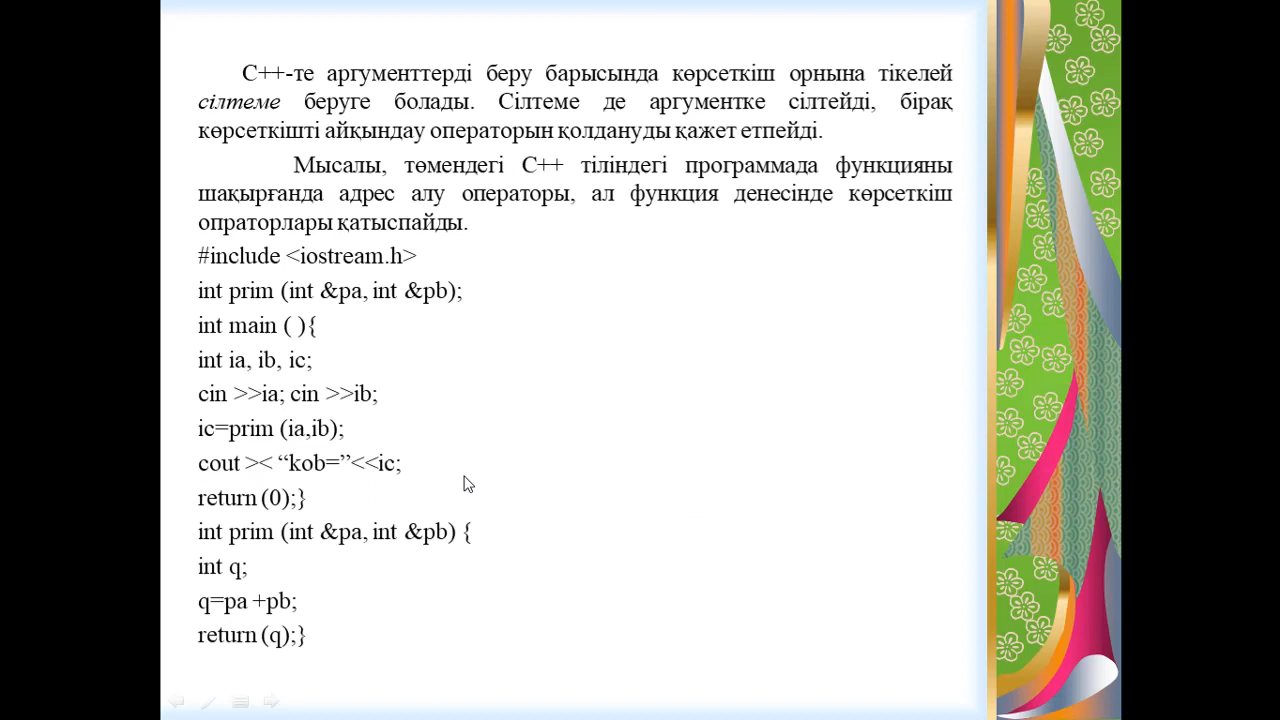 С++-те аргументтерді беру барысында көрсеткіш орнына тікелей
сілтеме беруге болады. Сілтеме де аргументке сілтейді, бірақ
көрсеткішті айқындау операторын қолдануды қажет етпейді.
Мысалы, төмендегі С++ тіліндегі программада функцияны
шақырғанда адрес алу операторы, ал функция денесінде көрсеткіш
опраторлары қатыспайды.
#include <iostream.h>
int prim (int &pa, int &pb);
int main ( ){
int ia, ib, ic;
cin >>ia; cin >>ib;
ic=prim (ia,ib);
cout >< “kob=”<<ic;
return (0);}
int prim (int &pa, int &pb) {
int q;
q=pa +pb;
return (q);}